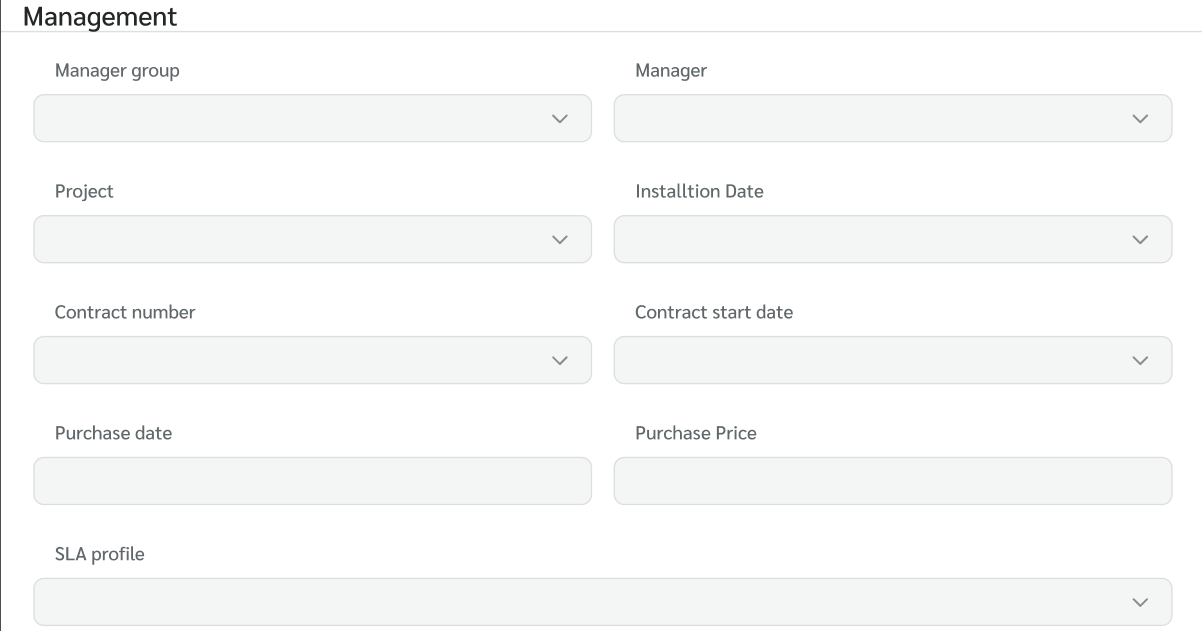 Management
Manager group
Manager
Project
Installtion Date
Contract number
Contract start date
Purchase date
Purchase Price
SLA profile